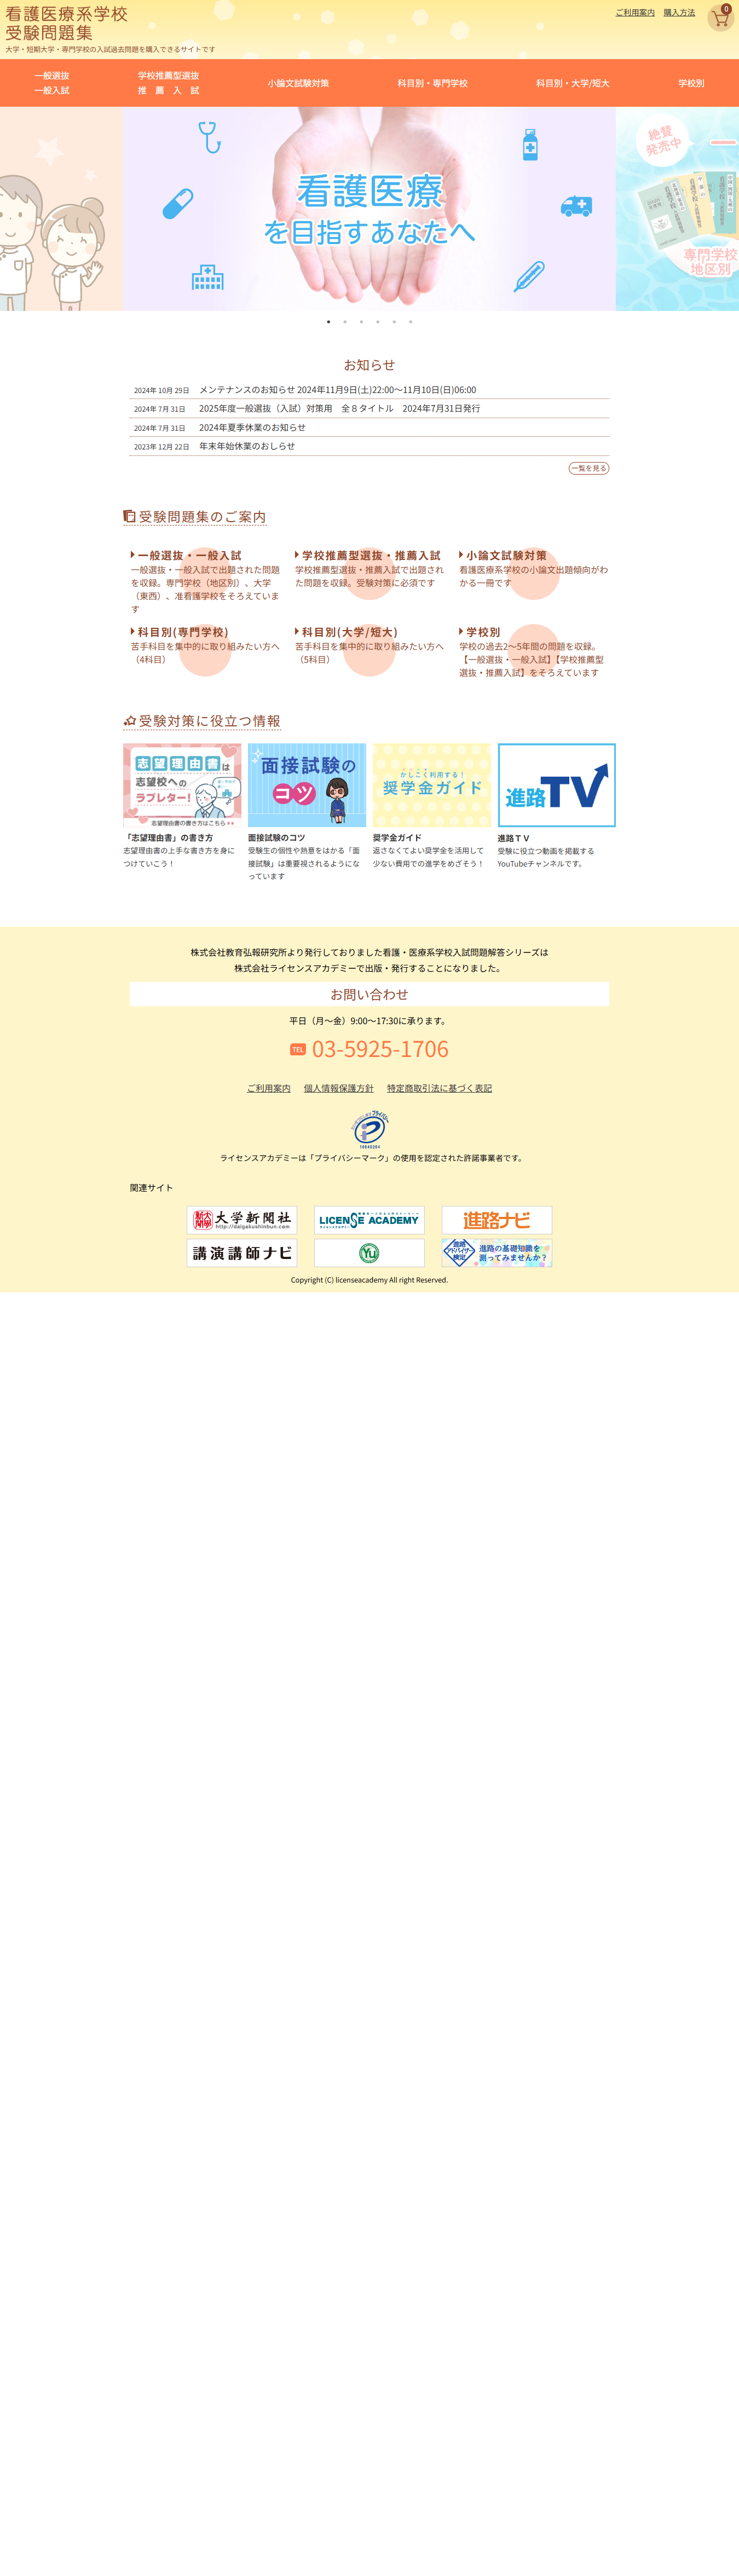 看護医療系学校
受験問題集
大学・短期大学・専門学校の入試過去問題を購入できるサイトです
ご利用案内　購入方法
0
一般選抜
一般入試
学校推薦型選抜
推　薦　入　試
小論文試験対策
科目別・専門学校
科目別・大学/短大
学校別
看護医療
を目指すあなたへ
絶賛
発売中
専門学校
地区別
お知らせ
2024年 10月 29日　メンテナンスのお知らせ 2024年11月9日(土)22:00～11月10日(日)06:00
2024年 7月 31日　2025年度一般選抜（入試）対策用　全８タイトル　2024年7月31日発行
2024年 7月 31日　2024年夏季休業のお知らせ
2023年 12月 22日　年末年始休業のおしらせ
一覧を見る
受験問題集のご案内
一般選抜・一般入試
一般選抜・一般入試で出題された問題
を収録。専門学校（地区別）、大学
（東西）、准看護学校をそろえていま
す
学校推薦型選抜・推薦入試
学校推薦型選抜・推薦入試で出題され
た問題を収録。受験対策に必須です
小論文試験対策
看護医療系学校の小論文出題傾向がわ
かる一冊です
科目別(専門学校)
苦手科目を集中的に取り組みたい方へ
（4科目）
科目別(大学/短大)
苦手科目を集中的に取り組みたい方へ
（5科目）
学校別
学校の過去2～5年間の問題を収録。
【一般選抜・一般入試】【学校推薦型
選抜・推薦入試】をそろえています
受験対策に役立つ情報
志望理由書は
志望校への
ラブレター!
志望理由書の書き方はこちら
「志望理由書」の書き方
志望理由書の上手な書き方を身に
つけていこう！
面接試験の
コツ
面接試験のコツ
受験生の個性や熱意をはかる「面
接試験」は重要視されるようにな
っています
かしこく利用する！
奨学金ガイド
奨学金ガイド
返さなくてよい奨学金を活用して
少ない費用での進学をめざそう！
進路TV
進路ＴＶ
受験に役立つ動画を掲載する
YouTubeチャンネルです。
株式会社教育弘報研究所より発行しておりました看護・医療系学校入試問題解答シリーズは
株式会社ライセンスアカデミーで出版・発行することになりました。
お問い合わせ
平日（月～金）9:00～17:30に承ります。
TEL 03-5925-1706
ご利用案内　個人情報保護方針　特定商取引法に基づく表記
プライバシー
ライセンスアカデミーは「プライバシーマーク」の使用を認定された許諾事業者です。
関連サイト
大学新聞社
http://daigakushinbun.com
LICENSE ACADEMY
進路ナビ
講演講師ナビ
Yu
進路
アドバイザー
検定
進路の基礎知識を
測ってみませんか？
Copyright (C) licenseacademy All right Reserved.